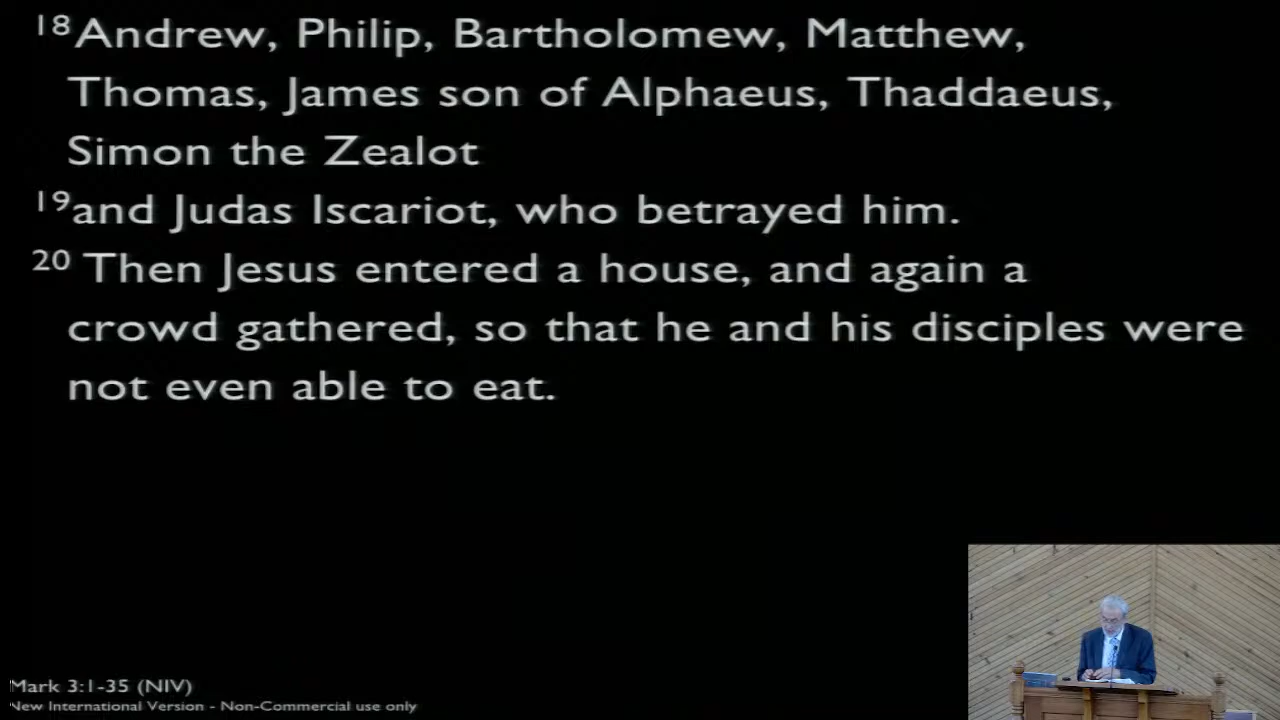 18Andrew, Philip, Bartholomew, Matthew,
Thomas, James son of Alphaeus, Thaddaeus,
Simon the Zealot
19and Judas Iscariot, who betrayed him.
20 Then Jesus entered a house, and again a
crowd gathered, so that he and his disciples were
not even able to eat.
Mark 3:1-35 (NIV)
New International Version - Non-Commercial use only